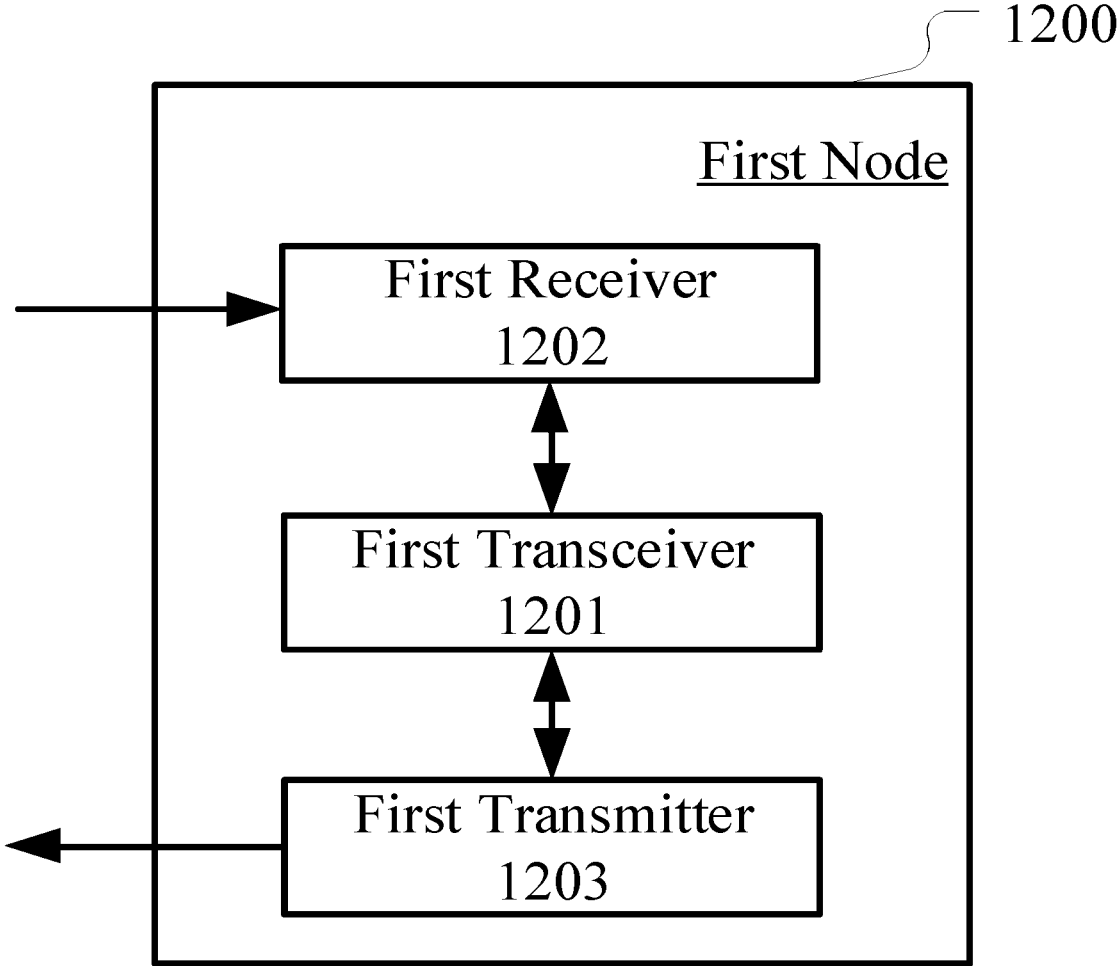 1200
First Node
First Receiver
1202
First Transceiver
1201
First Transmitter
1203